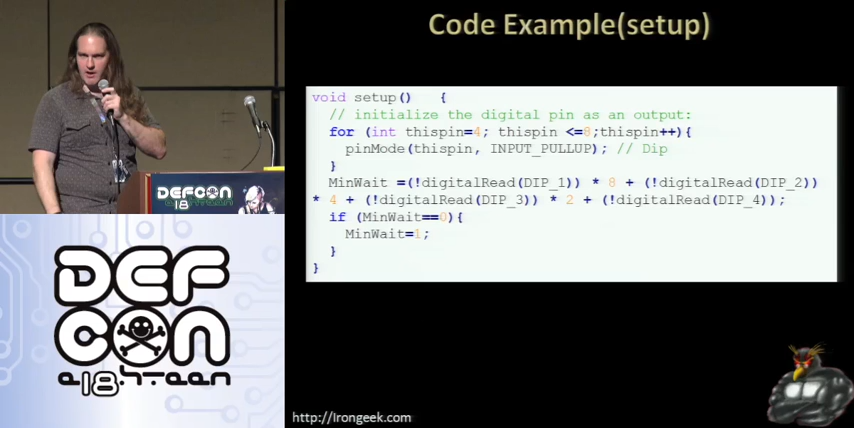 Code Example(setup)
void setup()   {
// initialize the digital pin as an output:
for (int thispin=4; thispin <=8;thispin++){
pinMode(thispin, INPUT_PULLUP); // Dip
}
MinWait =(!digitalRead(DIP_1)) * 8 + (!digitalRead(DIP_2))
* 4 + (!digitalRead(DIP_3)) * 2 + (!digitalRead(DIP_4));
if (MinWait==0){
MinWait=1;
}
}
DEFCON
18
DEF
CON
e18.hteen
http://Irongeek.com